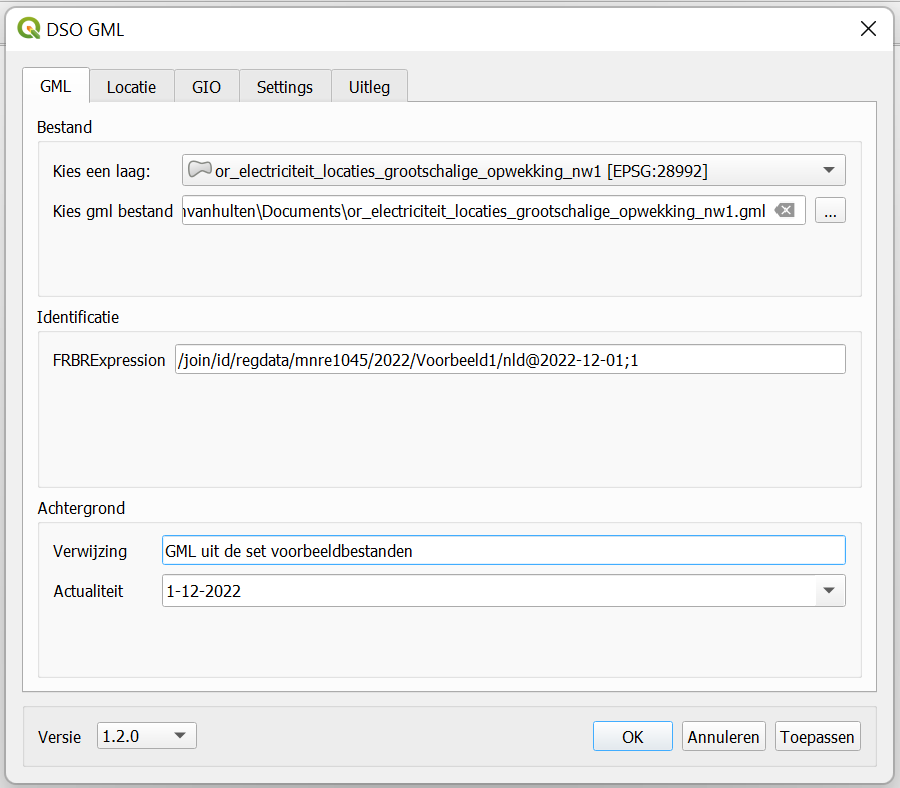 DSO GML
GML Locatie GIO Settings Uitleg
Bestand
Kies een laag: or_electriciteit_locaties_grootschalige_opwekking_nw1 [EPSG:28992]
Kies gml bestand nvanhulten\Documents\or_electriciteit_locaties_grootschalige_opwekking_nw1.gml ...
Identificatie
FRBRExpression /join/id/regdata/mnre1045/2022/Voorbeeld1/nld@2022-12-01;1
Achtergrond
Verwijzing GML uit de set voorbeeldbestanden
Actualiteit 1-12-2022
Versie 1.2.0 OK Annuleren Toepassen